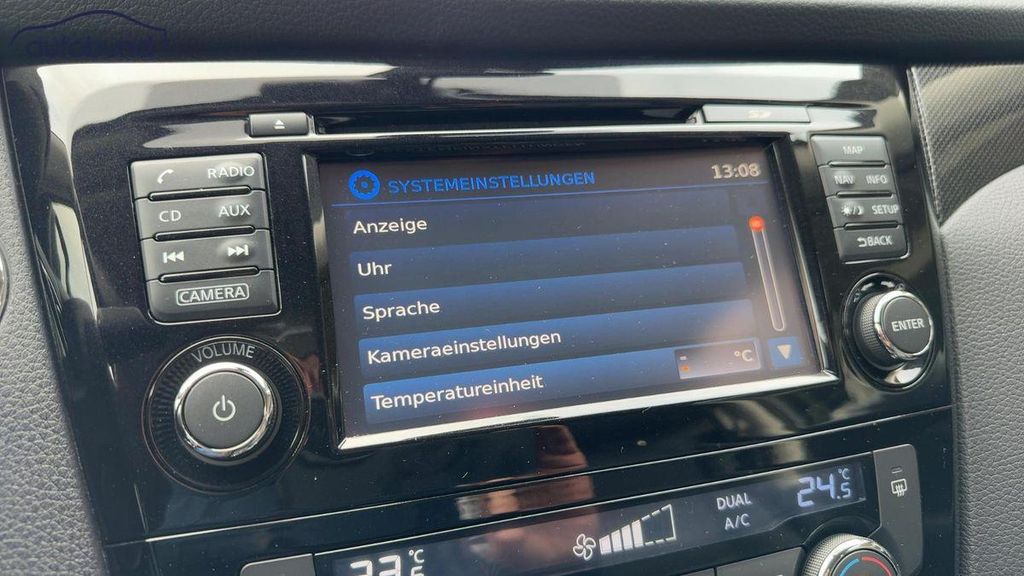 RADIO
CD AUX
CAMERA
VOLUME
SYSTEMEINSTELLUNGEN 13:08
Anzeige
Uhr
Sprache
Kameraeinstellungen
Temperatureinheit °C
MAP
NAV INFO
SETUP
BACK
ENTER
DUAL
A/C
24.5 °C
°C